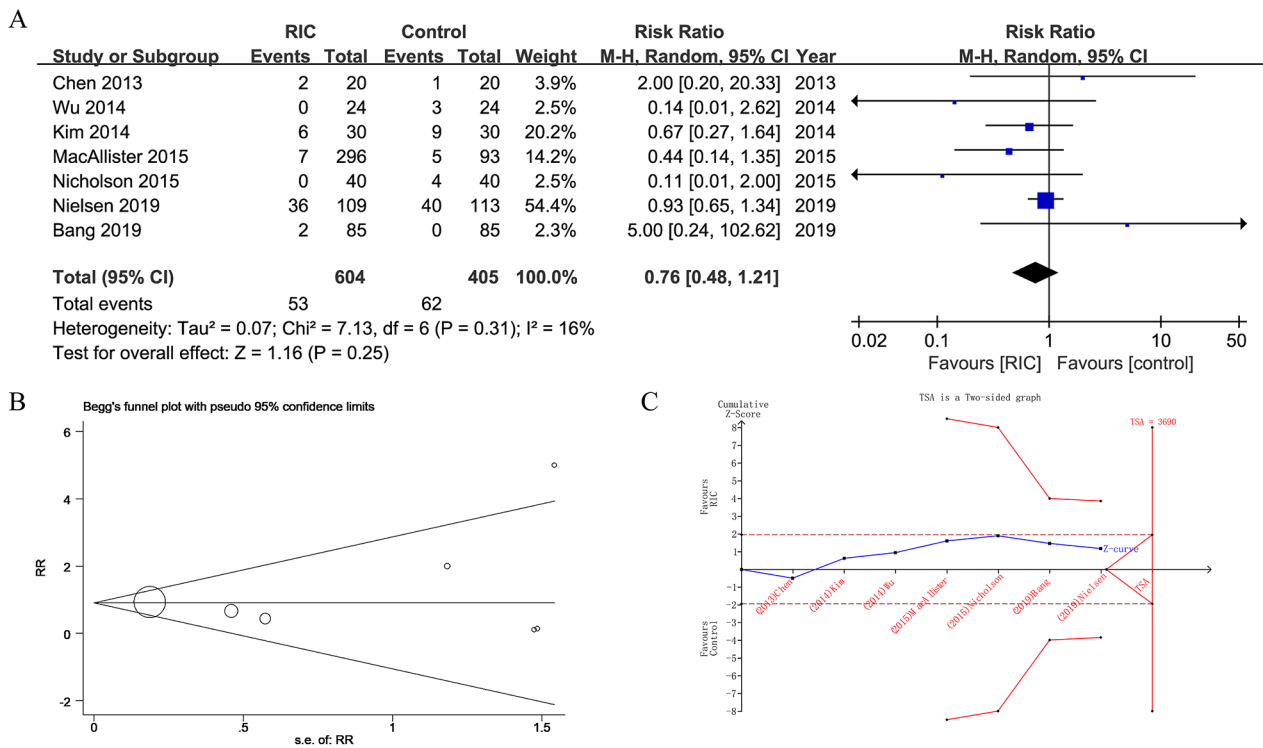 A
RIC Control Risk Ratio Risk Ratio
Study or Subgroup Events Total Events Total Weight M-H, Random, 95% CI Year M-H, Random, 95% CI
Chen 2013 2 20 1 20 3.9% 2.00 [0.20, 20.33] 2013
Wu 2014 0 24 3 24 2.5% 0.14 [0.01, 2.62] 2014
Kim 2014 6 30 9 30 20.2% 0.67 [0.27, 1.64] 2014
MacAllister 2015 7 296 5 93 14.2% 0.44 [0.14, 1.35] 2015
Nicholson 2015 0 40 4 40 2.5% 0.11 [0.01, 2.00] 2015
Nielsen 2019 36 109 40 113 54.4% 0.93 [0.65, 1.34] 2019
Bang 2019 2 85 0 85 2.3% 5.00 [0.24, 102.62] 2019
Total (95% CI) 604 405 100.0% 0.76 [0.48, 1.21]
Total events 53 62
Heterogeneity: Tau² = 0.07; Chi² = 7.13, df = 6 (P = 0.31); I² = 16%
Test for overall effect: Z = 1.16 (P = 0.25)
0.02 0.1 1 10 50
Favours [RIC] Favours [control]
B
Begg's funnel plot with pseudo 95% confidence limits
RR
6
4
2
0
-2
0 .5 1 1.5
s.e. of: RR
C
TSA is a Two-sided graph
Cumulative
Z-Score
TSA = 3690
8
7
6
5
4
3
2
1
-1
-2
-3
-4
-5
-6
-7
-8
Favours
RIC
Favours
Control
Z-curve
(2013)Chen
(2014)Kim
(2014)Wu
(2015)MacAllister
(2015)Nicholson
(2019)Bang
(2019)Nielsen
TSA